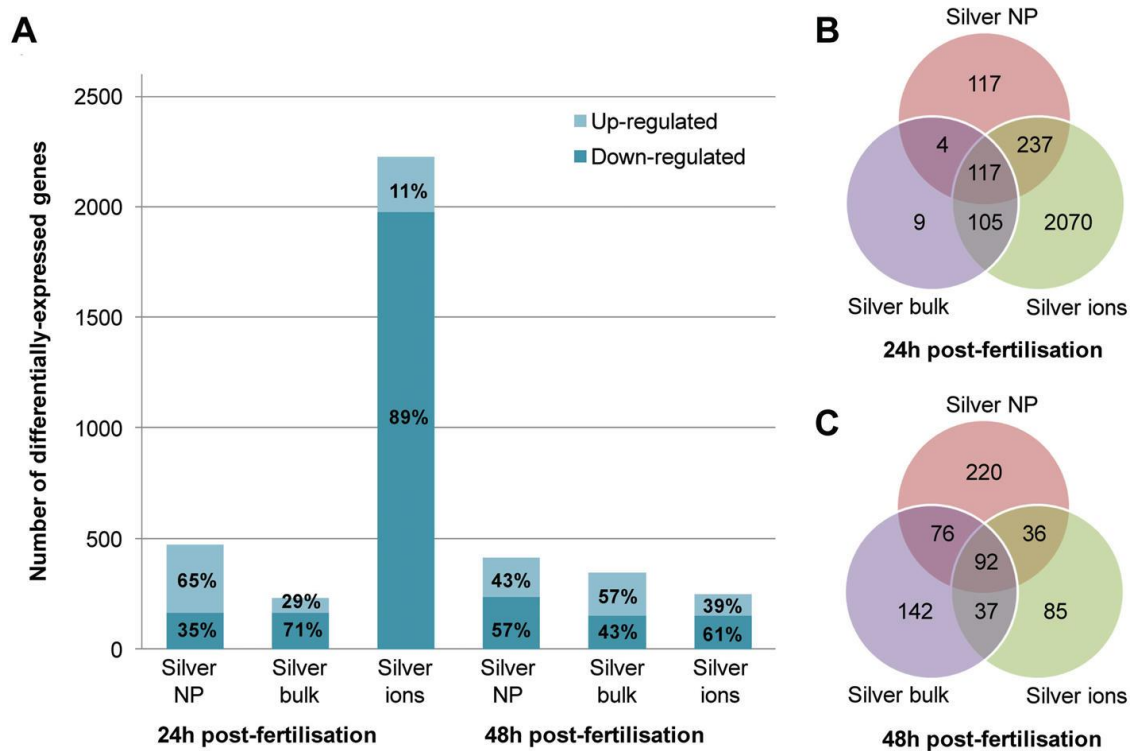 A
Number of differentially-expressed genes
2500
2000
1500
1000
500
0
Up-regulated
Down-regulated
65%
35%
29%
71%
11%
89%
43%
57%
57%
43%
39%
61%
Silver
NP
Silver
bulk
Silver
ions
Silver
NP
Silver
bulk
Silver
ions
24h post-fertilisation
48h post-fertilisation
B
Silver NP
117
4
237
117
9
105
2070
Silver bulk
Silver ions
24h post-fertilisation
C
Silver NP
220
76
36
92
142
37
85
Silver bulk
Silver ions
48h post-fertilisation